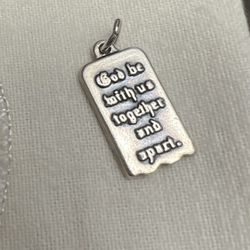 God be
with us
together
and
apart.